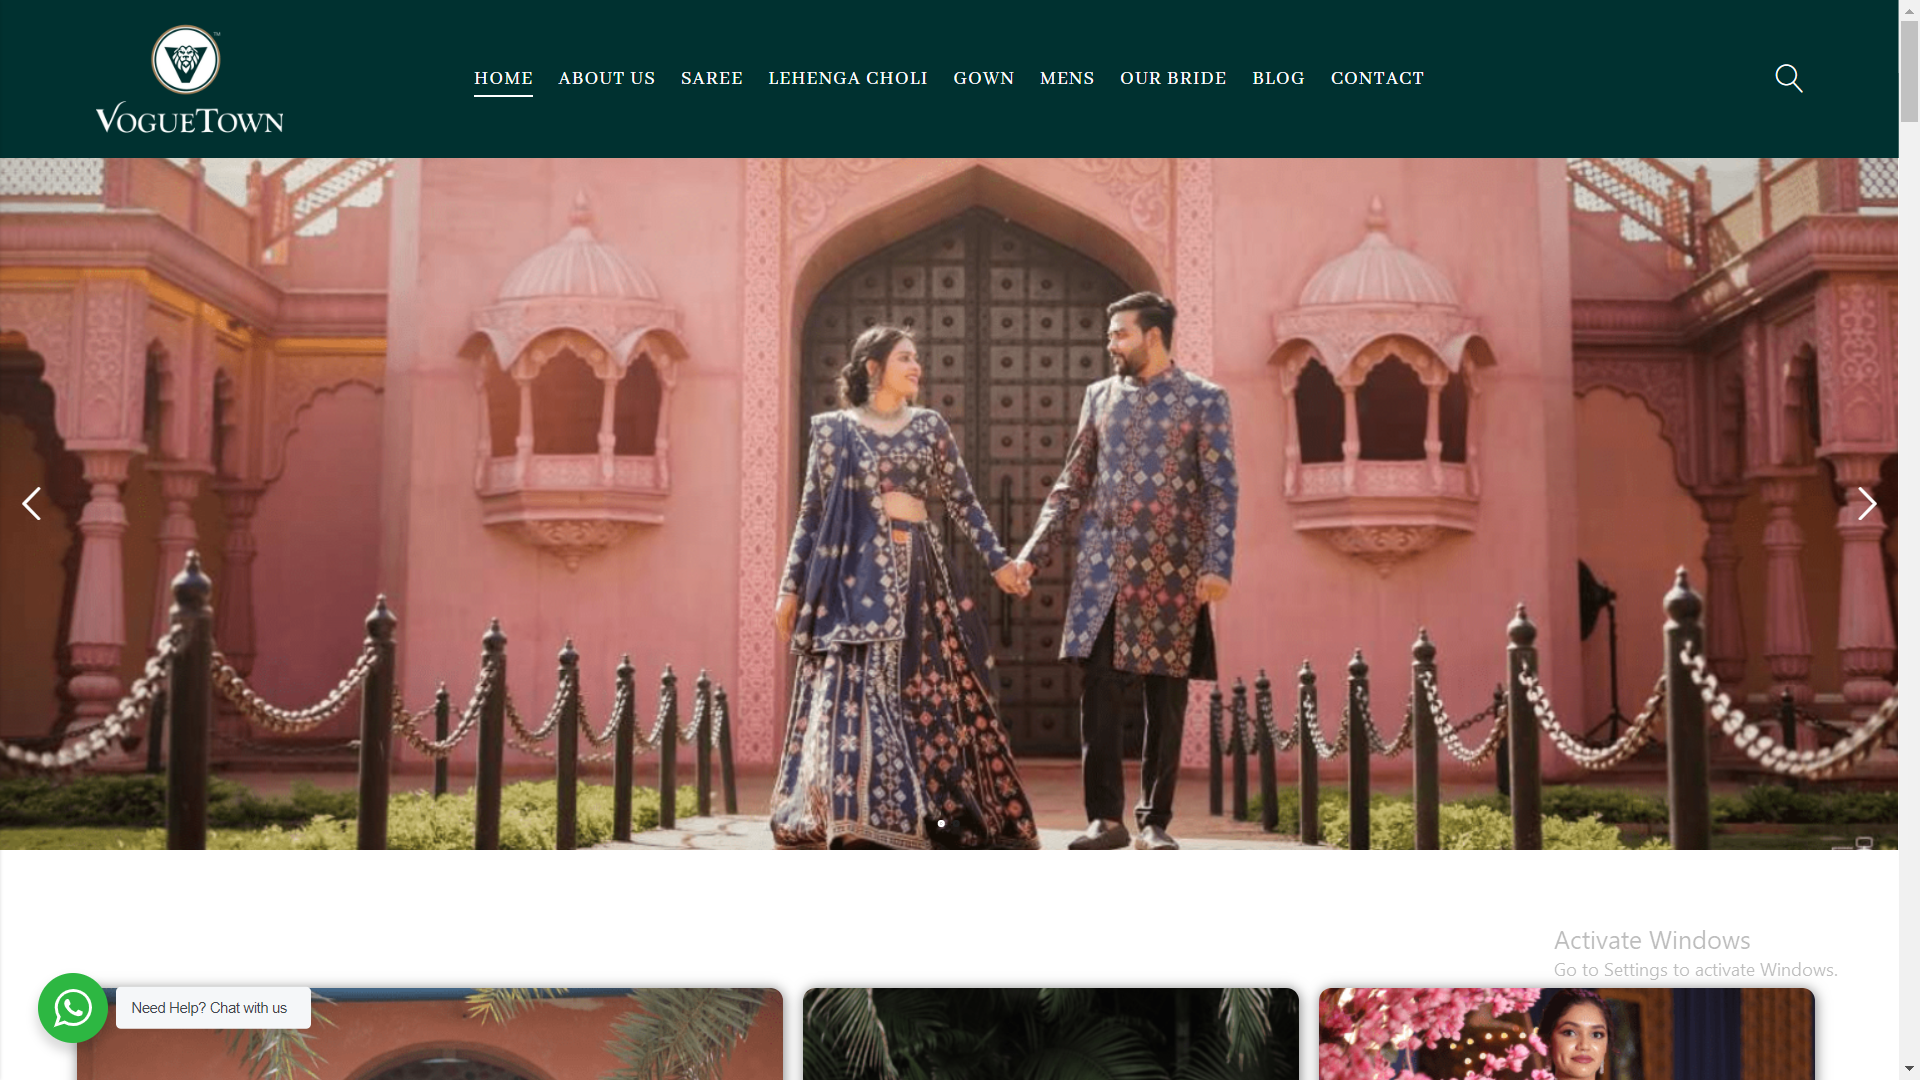 TM
VOGUETOWN
HOME ABOUT US SAREE LEHENGA CHOLI GOWN MENS OUR BRIDE BLOG CONTACT
Activate Windows
Go to Settings to activate Windows.
Need Help? Chat with us